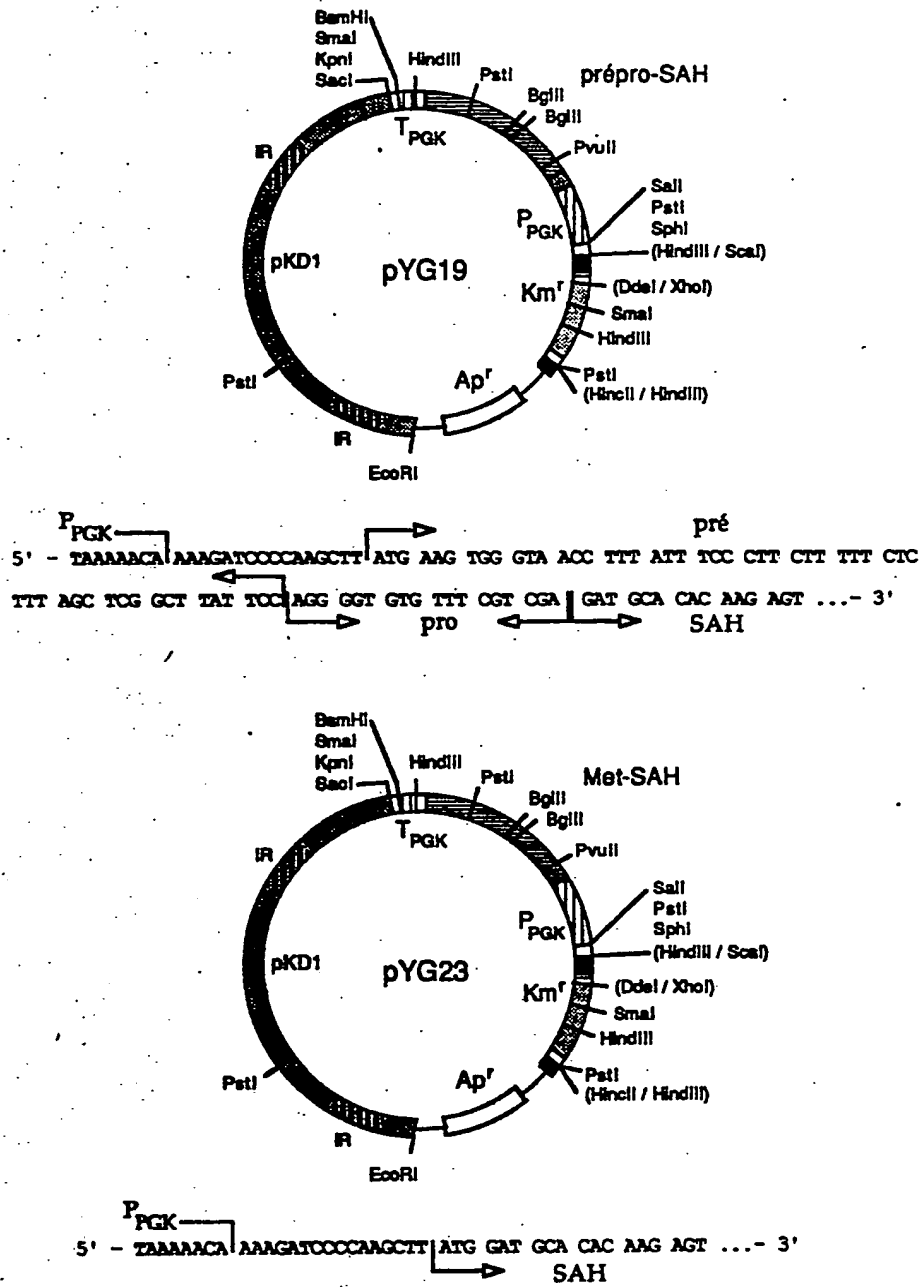 BamHI
SmaI
KpnI
SacI
HindIII
PstI
prépro-SAH
BglII
BglII
PvuII
T PGK
IR
SalI
PstI
SphI
(HindIII / ScaI)
P PGK
pKD1
pYG19
Kmʳ
(DdeI / XhoI)
SmaI
HindIII
PstI
Apʳ
PstI
(HincII / HindIII)
IR
EcoRI
P PGK
pré
5' - TAAAAACA AAAGATCCCCAAGCTT ATG AAG TGG GTA ACC TTT ATT TCC CTT CTT TTT CTC
TTT AGC TCG GCT TAT TCC AGG GGT GTG TTT CGT CGA GAT GCA CAC AAG AGT ...- 3'
pro
SAH
BamHI
SmaI
KpnI
SacI
HindIII
PstI
Met-SAH
BglII
BglII
T PGK
PvuII
IR
SalI
PstI
SphI
(HindIII / ScaI)
P PGK
pKD1
pYG23
Kmʳ
(DdeI / XhoI)
SmaI
HindIII
PstI
Apʳ
PstI
(HincII / HindIII)
IR
EcoRI
P PGK
5' - TAAAAACA AAAGATCCCCAAGCTT ATG GAT GCA CAC AAG AGT ...- 3'
SAH